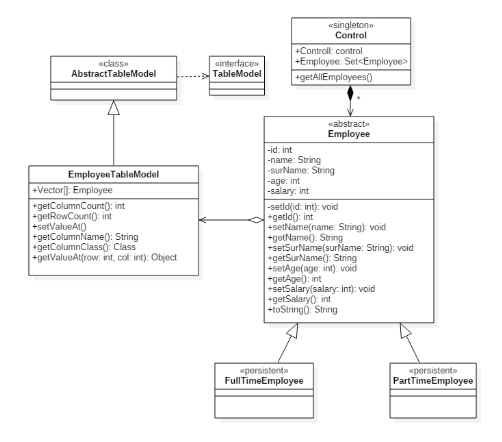 «singleton»
Control
+Controll: control
+Employee: Set<Employee>
+getAllEmployees()
*
«class»
AbstractTableModel
«interface»
TableModel
«abstract»
Employee
-id: int
-name: String
-surName: String
-age: int
-salary: int
-setId(id: int): void
+getId(): int
+setName(name: String): void
+getName(): String
+setSurName(surName: String): void
+getSurName(): String
+setAge(age: int): void
+getAge(): int
+setSalary(salary: int): void
+getSalary(): int
+toString(): String
EmployeeTableModel
+Vector[]: Employee
+getColumnCount(): int
+getRowCount(): int
+setValueAt()
+getColumnName(): String
+getColumnClass(): Class
+getValueAt(row: int, col: int): Object
«persistent»
FullTimeEmployee
«persistent»
PartTimeEmployee